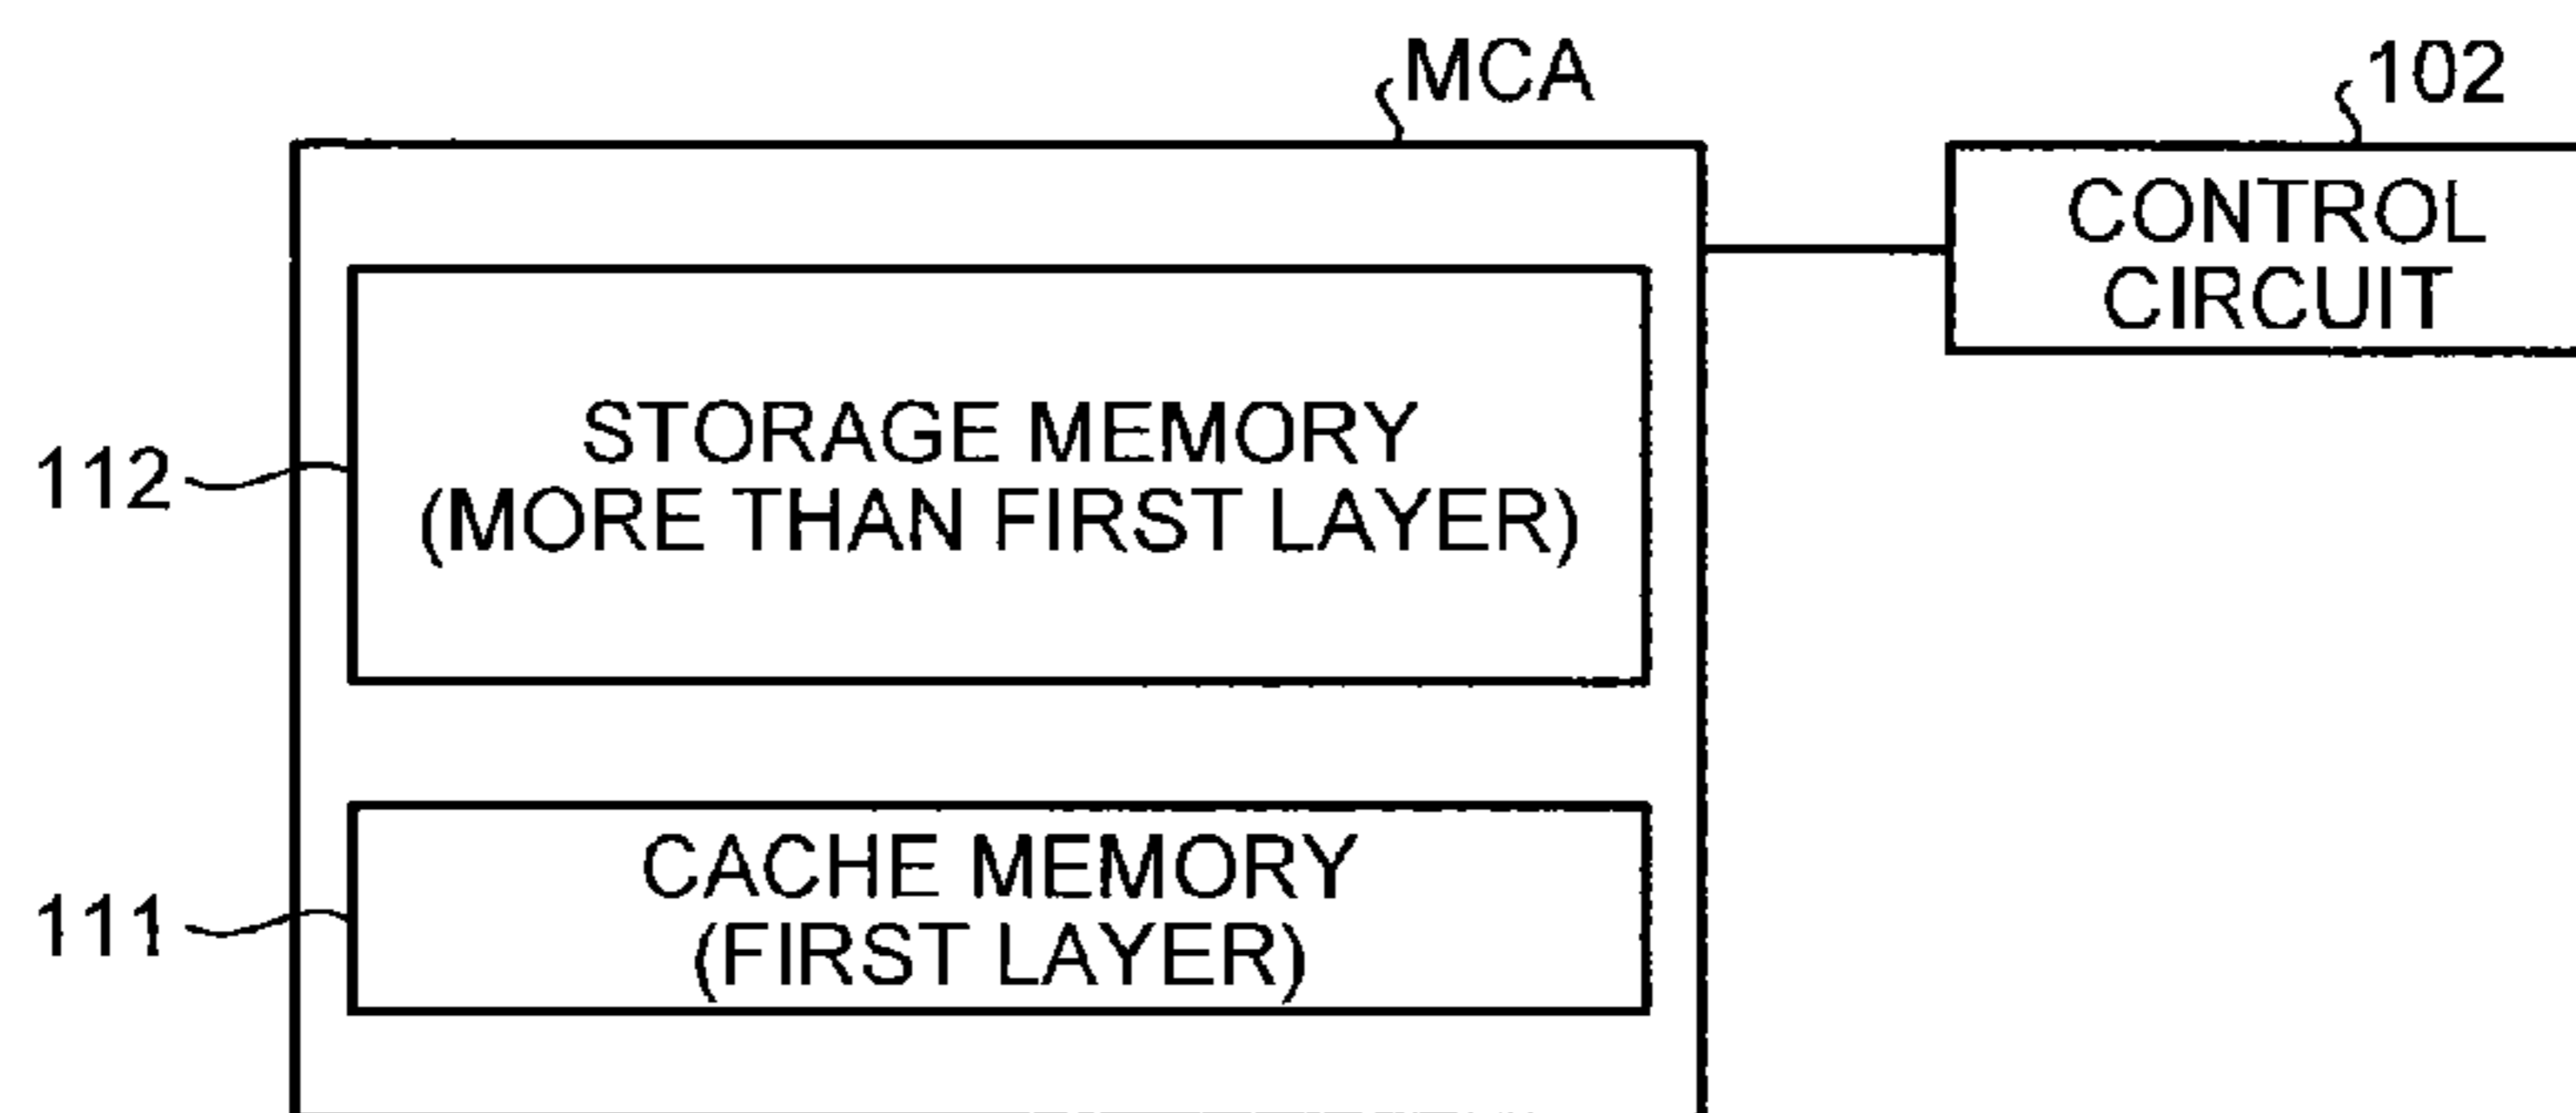 MCA
102
CONTROL
CIRCUIT
STORAGE MEMORY
(MORE THAN FIRST LAYER)
112
CACHE MEMORY
(FIRST LAYER)
111